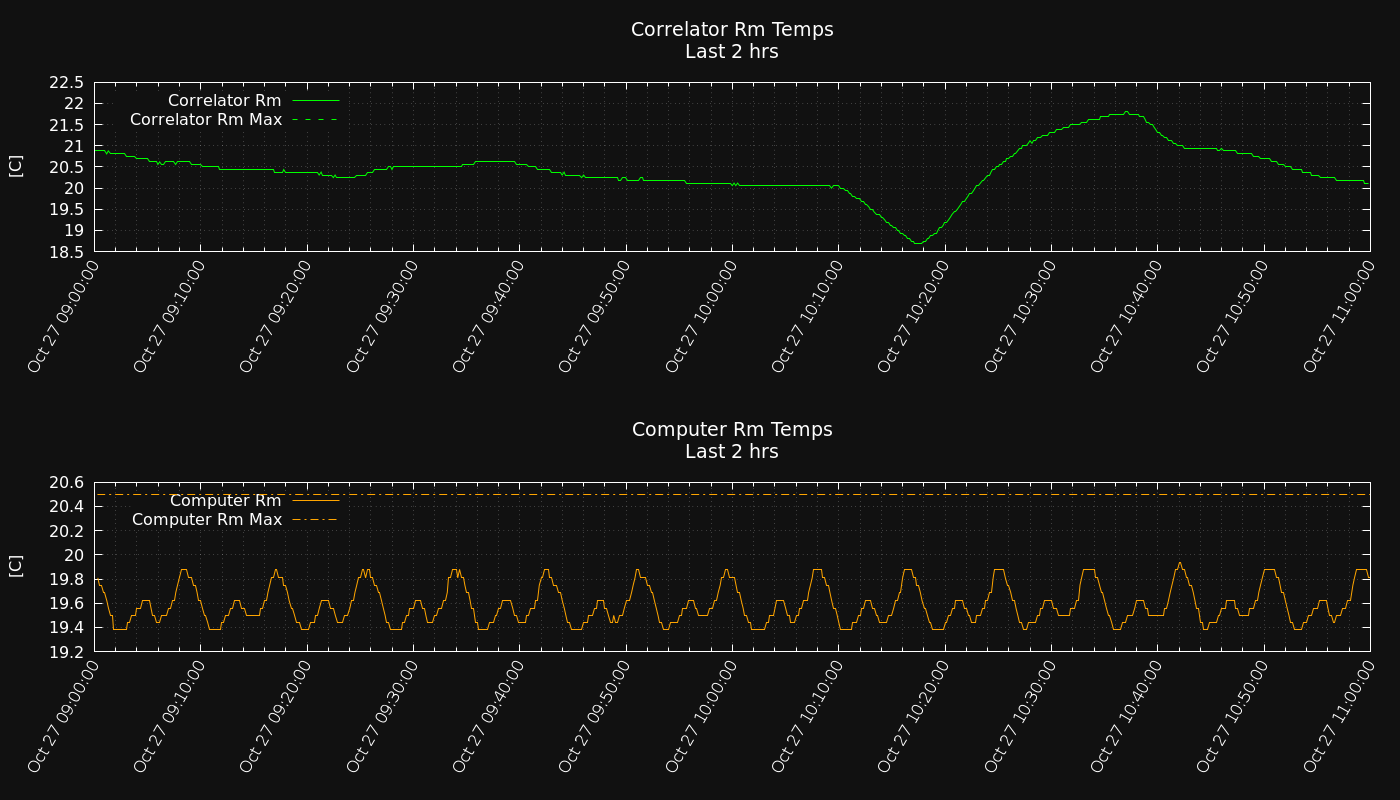 Correlator Rm Temps
Last 2 hrs
Correlator Rm
Correlator Rm Max
[C]
22.5
22
21.5
21
20.5
20
19.5
19
18.5
Oct 27 09:00:00
Oct 27 09:10:00
Oct 27 09:20:00
Oct 27 09:30:00
Oct 27 09:40:00
Oct 27 09:50:00
Oct 27 10:00:00
Oct 27 10:10:00
Oct 27 10:20:00
Oct 27 10:30:00
Oct 27 10:40:00
Oct 27 10:50:00
Oct 27 11:00:00
Computer Rm Temps
Last 2 hrs
Computer Rm
Computer Rm Max
[C]
20.6
20.4
20.2
20
19.8
19.6
19.4
19.2
Oct 27 09:00:00
Oct 27 09:10:00
Oct 27 09:20:00
Oct 27 09:30:00
Oct 27 09:40:00
Oct 27 09:50:00
Oct 27 10:00:00
Oct 27 10:10:00
Oct 27 10:20:00
Oct 27 10:30:00
Oct 27 10:40:00
Oct 27 10:50:00
Oct 27 11:00:00